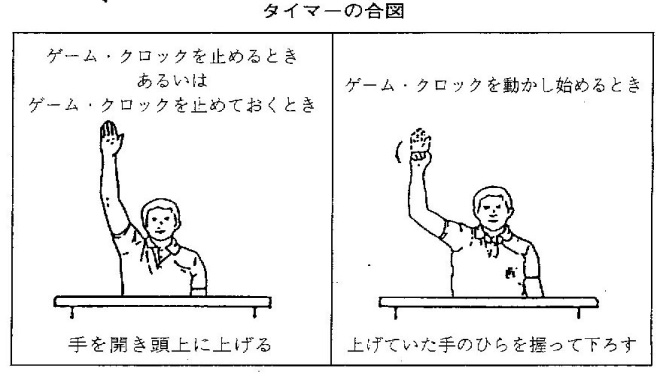 タイマーの合図
ゲーム・クロックを止めるとき
あるいは
ゲーム・クロックを止めておくとき
ゲーム・クロックを動かし始めるとき
手を開き頭上に上げる
上げていた手のひらを握って下ろす